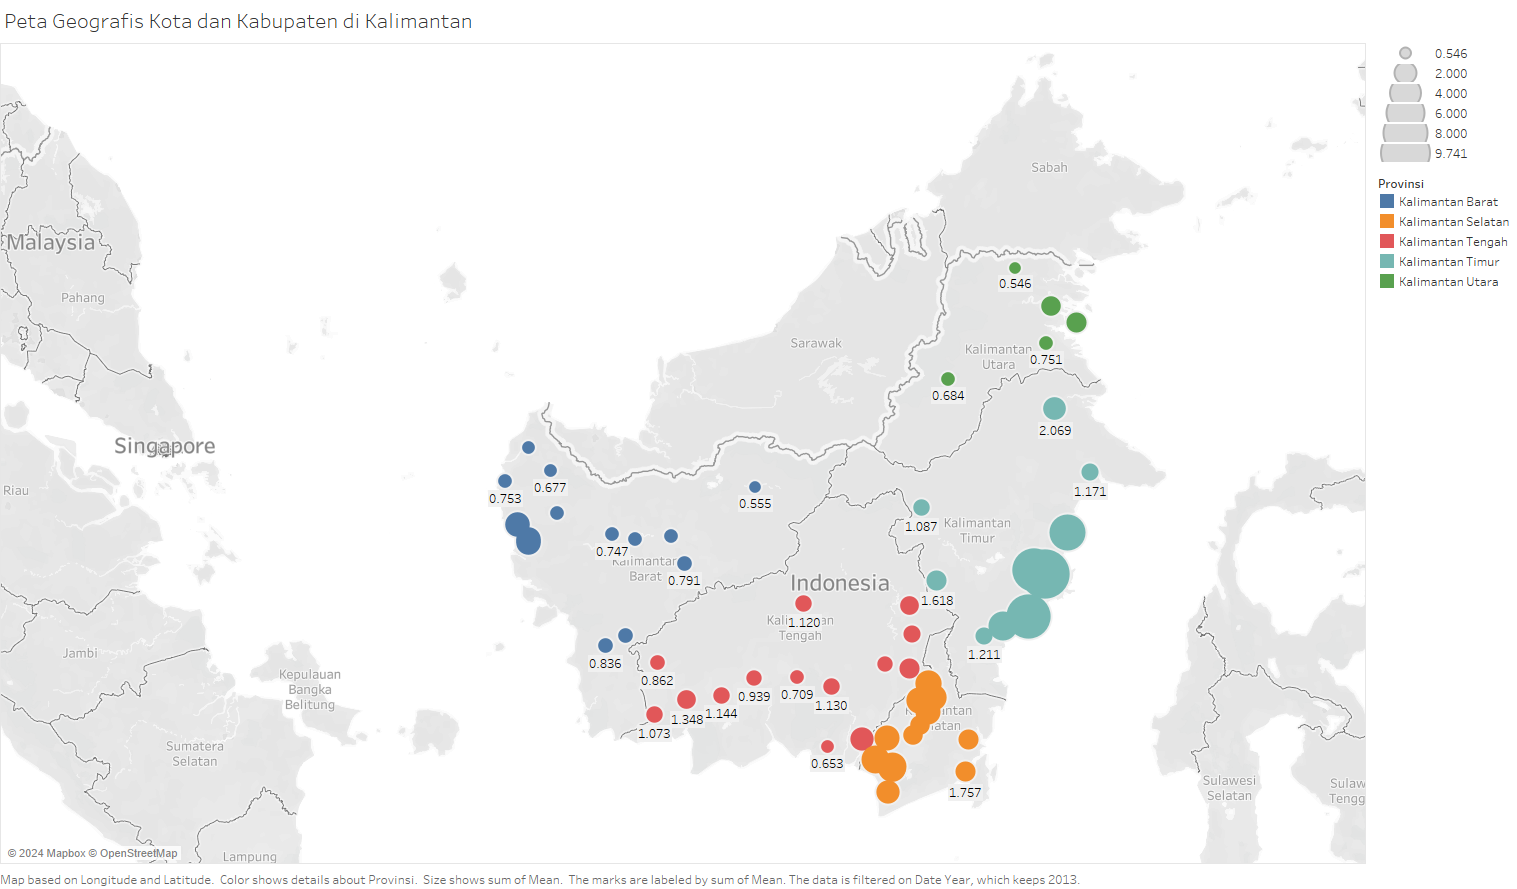 Peta Geografis Kota dan Kabupaten di Kalimantan
0.546
2.000
4.000
6.000
8.000
9.741
Provinsi
Kalimantan Barat
Kalimantan Selatan
Kalimantan Tengah
Kalimantan Timur
Kalimantan Utara
Sabah
Malaysia
Pahang
0.546
Sarawak
Kalimantan
Utara
0.751
0.684
2.069
Singapore
Riau
0.677
0.753
0.555
1.171
1.087
Kalimantan
Timur
0.747
Kalimantan
Barat
0.791
Indonesia
1.618
1.120
Tengah
1.211
Jambi
0.836
0.862
Kepulauan
Bangka
Belitung
0.939
0.709
1.130
1.348
1.144
1.073
Sumatera
Selatan
0.653
1.757
Sulawesi
Selatan
Sulaw
Tengg
Lampung
© 2024 Mapbox © OpenStreetMap
Map based on Longitude and Latitude. Color shows details about Provinsi. Size shows sum of Mean. The marks are labeled by sum of Mean. The data is filtered on Date Year, which keeps 2013.